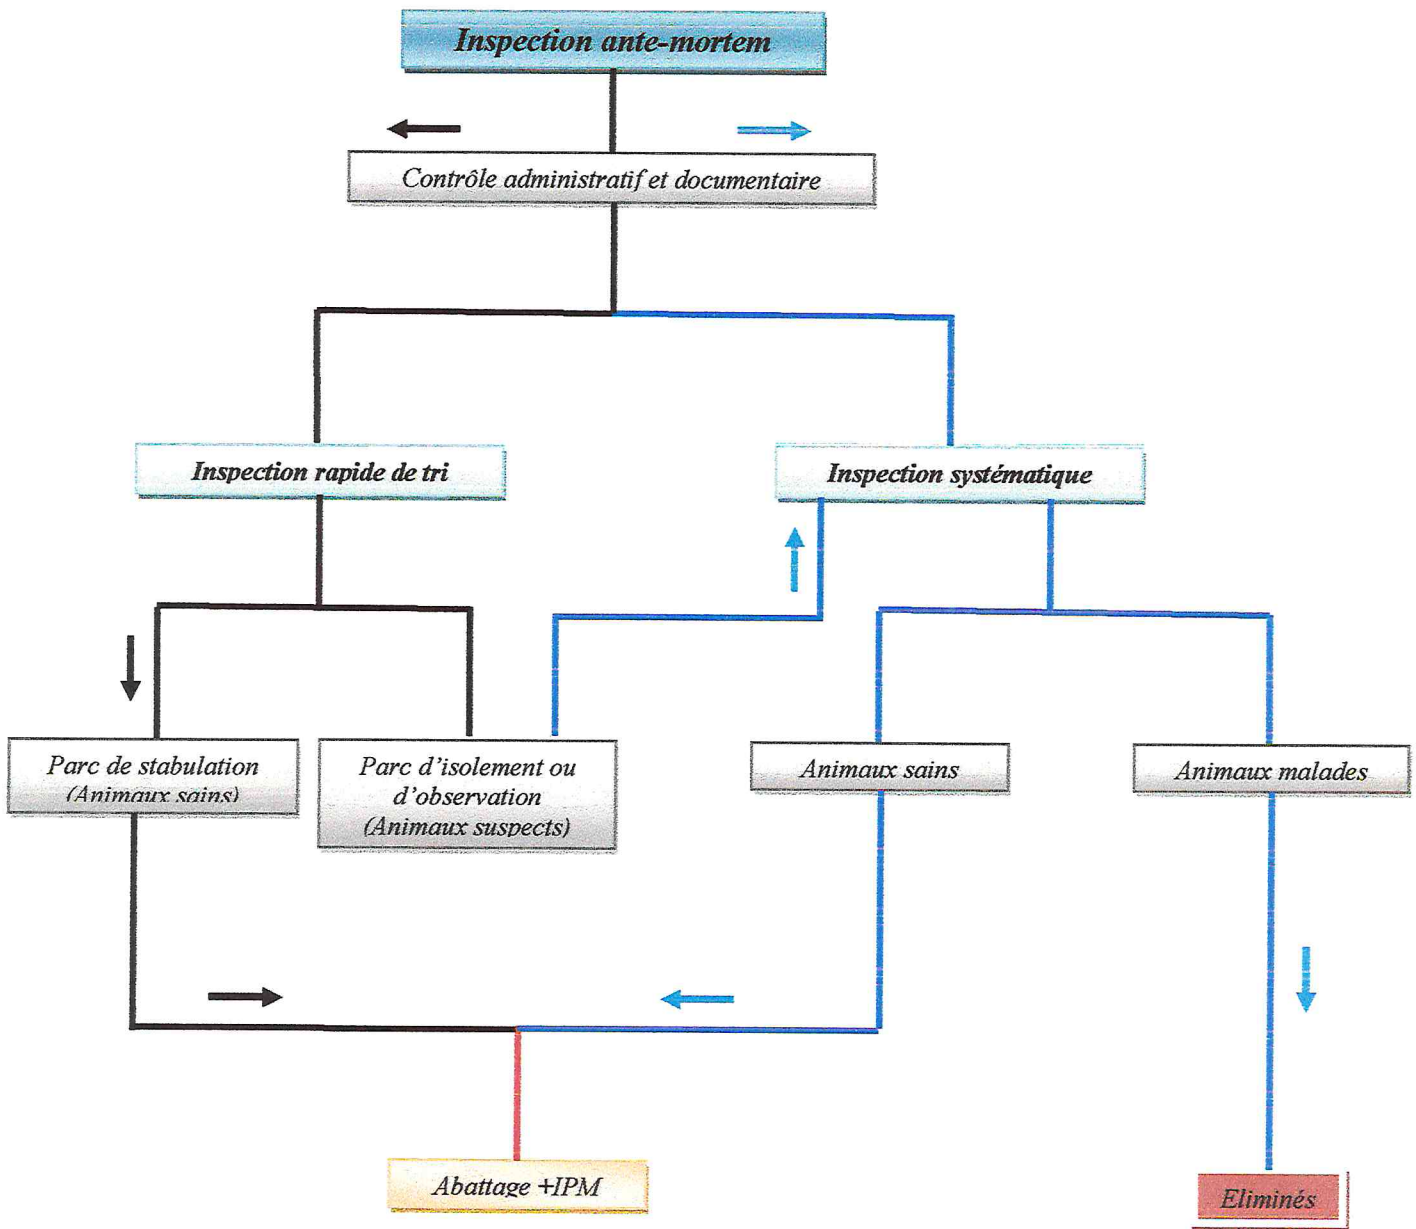 Inspection ante-mortem
Contrôle administratif et documentaire
Inspection rapide de tri
Inspection systématique
Parc de stabulation
(Animaux sains)
Parc d'isolement ou
d'observation
(Animaux suspects)
Animaux sains
Animaux malades
Abattage +IPM
Eliminés